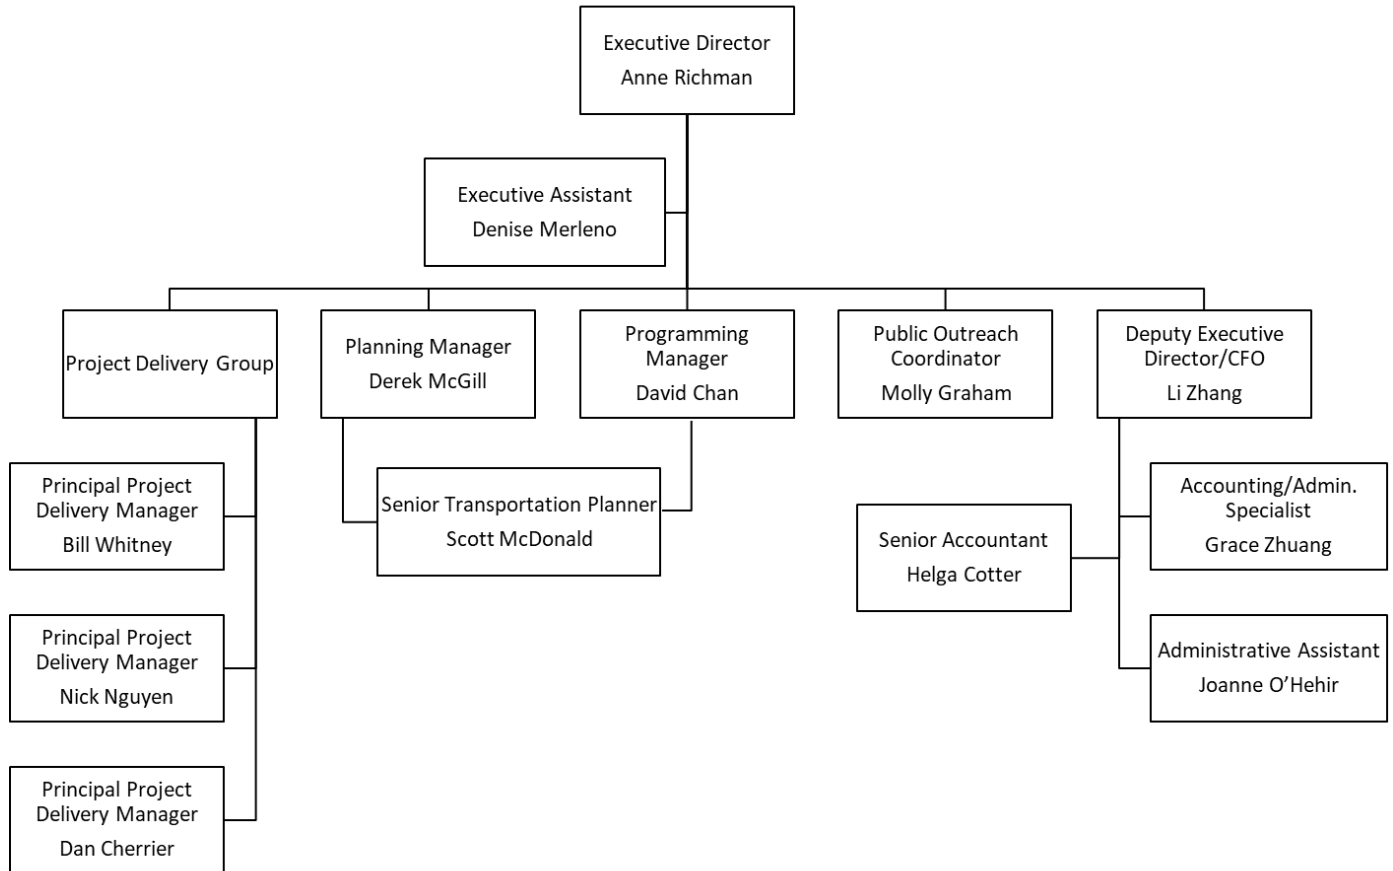 Executive Director
Anne Richman
Executive Assistant
Denise Merleno
Project Delivery Group
Planning Manager
Derek McGill
Programming
Manager
David Chan
Public Outreach
Coordinator
Molly Graham
Deputy Executive
Director/CFO
Li Zhang
Principal Project
Delivery Manager
Bill Whitney
Senior Transportation Planner
Scott McDonald
Senior Accountant
Helga Cotter
Accounting/Admin.
Specialist
Grace Zhuang
Principal Project
Delivery Manager
Nick Nguyen
Administrative Assistant
Joanne O’Hehir
Principal Project
Delivery Manager
Dan Cherrier